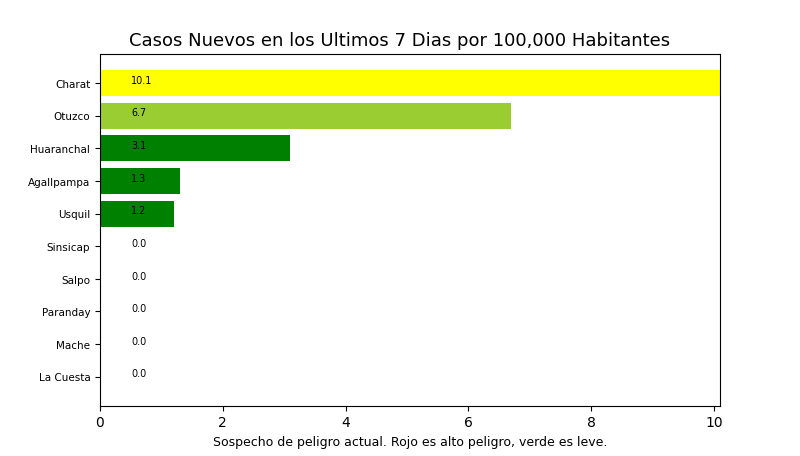 Casos Nuevos en los Ultimos 7 Dias por 100,000 Habitantes
Charat 10.1
Otuzco 6.7
Huaranchal 3.1
Agallpampa 1.3
Usquil 1.2
Sinsicap 0.0
Salpo 0.0
Paranday 0.0
Mache 0.0
La Cuesta 0.0
0 2 4 6 8 10
Sospecho de peligro actual. Rojo es alto peligro, verde es leve.